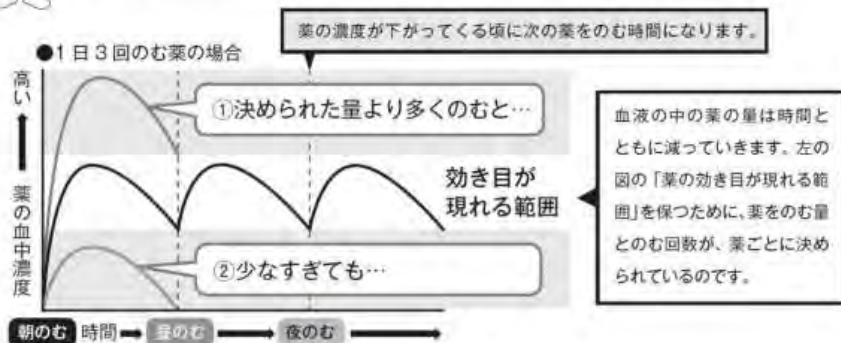 薬の濃度が下がってくる頃に次の薬をのむ時間になります。
●1日3回のむ薬の場合
高い
薬の血中濃度
①決められた量より多くのむと…
効き目が
現れる範囲
②少なすぎても…
血液の中の薬の量は時間と
ともに減っていきます。左の
図の「薬の効き目が現れる範
囲」を保つために、薬をのむ量
とのむ回数が、薬ごとに決め
られているのです。
朝のむ 時間 昼のむ 夜のむ